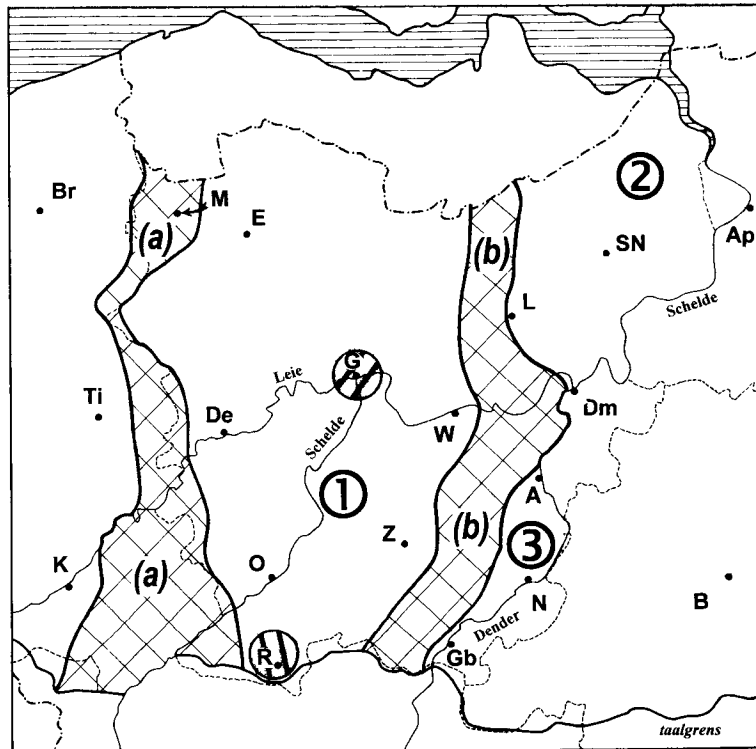 ②
Br
M
(a)
E
Ap
SN
(b)
L
Schelde
G
Leie
Ti
De
Dm
W
Schelde
①
A
Z
(b)
③
K
(a)
O
N
B
Dender
R
Gb
taalgrens